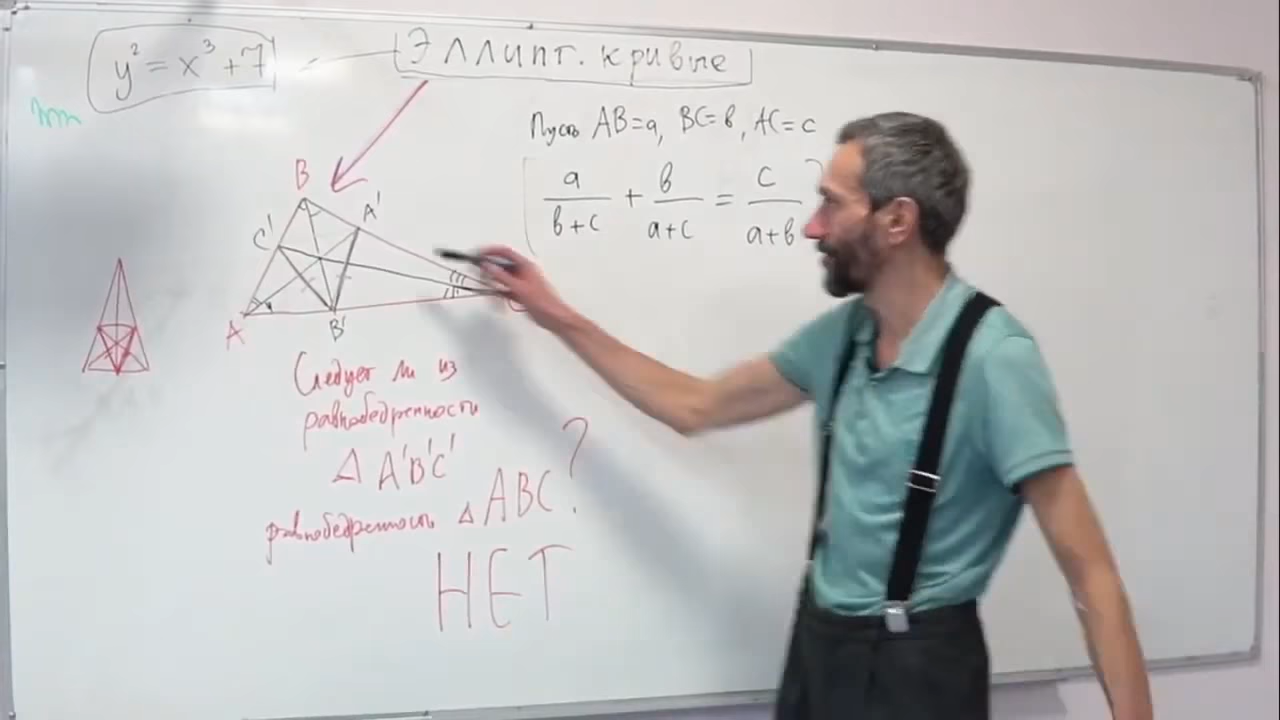 y² = x³ + 7
Эллипт. кривые
Пусть AB=a, BC=b, AC=c
a/(b+c) + b/(a+c) = c/(a+b)
B
A'
C'
A
B'
C
Следует ли из
равнобедренности
△ A'B'C'
равнобедренность △ ABC?
НЕТ